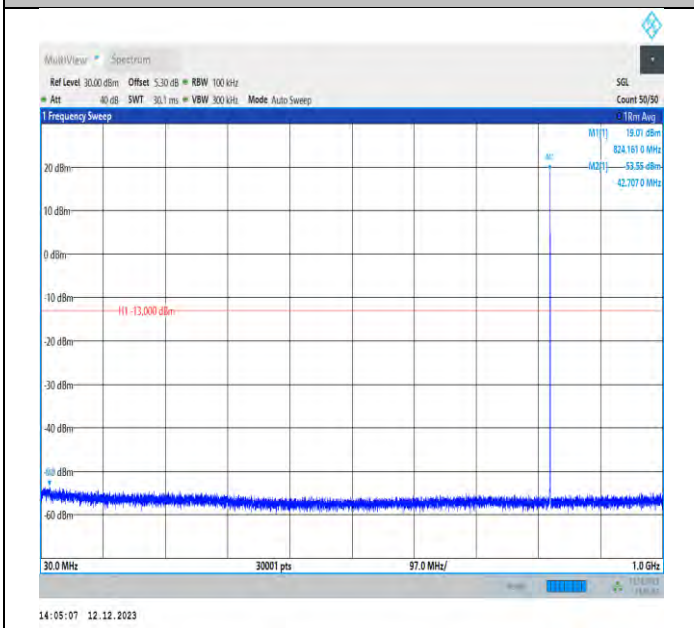 MultiView Spectrum
Ref Level 30.00 dBm Offset 5.30 dB RBW 100 kHz SGL
Att 40 dB SWT 30.1 ms VBW 300 kHz Mode Auto Sweep Count 50/50
1 Frequency Sweep 1Rm Avg
M1[1] 19.01 dBm
824.161 0 MHz
M2[1] -53.55 dBm
42.707 0 MHz
20 dBm
10 dBm
0 dBm
-10 dBm
H1 -13.000 dBm
-20 dBm
-30 dBm
-40 dBm
-60 dBm
30.0 MHz 30001 pts 97.0 MHz/ 1.0 GHz
14:05:07 12.12.2023